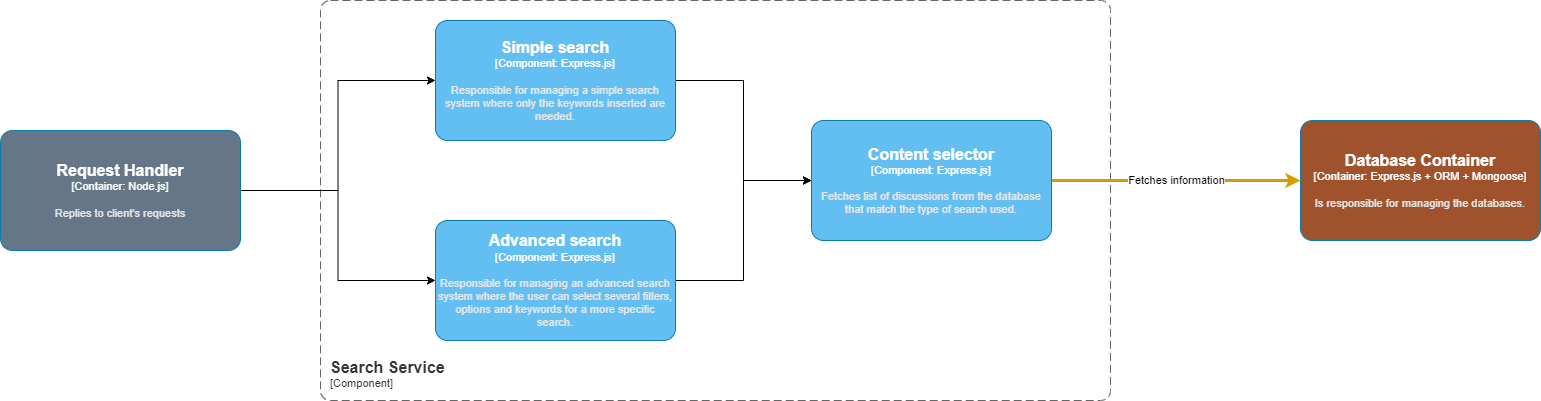 Request Handler
[Container: Node.js]
Replies to client's requests
Simple search
[Component: Express.js]
Responsible for managing a simple search
system where only the keywords inserted are
needed.
Advanced search
[Component: Express.js]
Responsible for managing an advanced search
system where the user can select several filters,
options and keywords for a more specific
search.
Search Service
[Component]
Content selector
[Component: Express.js]
Fetches list of discussions from the database
that match the type of search used.
Fetches information
Database Container
[Container: Express.js + ORM + Mongoose]
Is responsible for managing the databases.